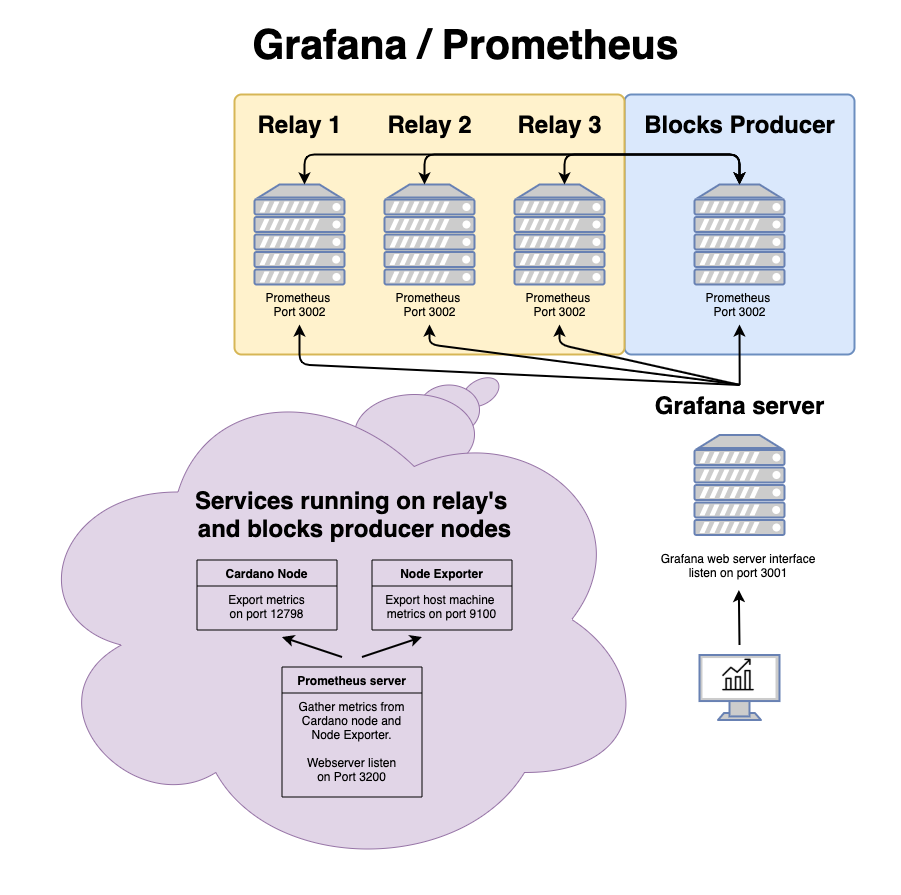 Grafana / Prometheus
Relay 1
Relay 2
Relay 3
Blocks Producer
Prometheus
Port 3002
Prometheus
Port 3002
Prometheus
Port 3002
Prometheus
Port 3002
Grafana server
Grafana web server interface
listen on port 3001
Services running on relay's
and blocks producer nodes
Cardano Node
Export metrics
on port 12798
Node Exporter
Export host machine
metrics on port 9100
Prometheus server
Gather metrics from
Cardano node and
Node Exporter.
Webserver listen
on Port 3200